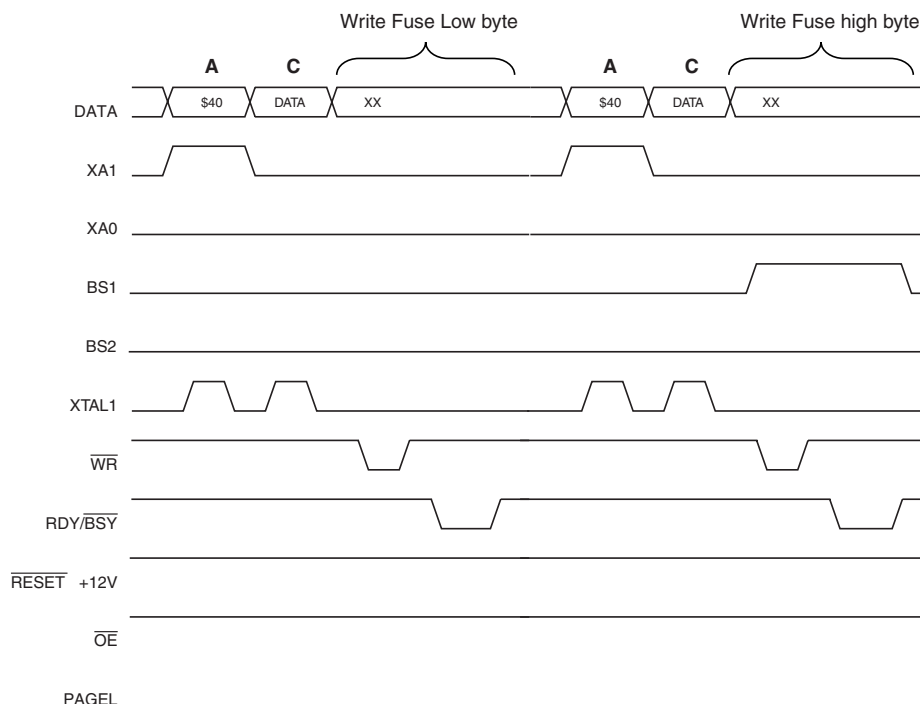 Write Fuse Low byte Write Fuse high byte
A C A C
DATA $40 DATA XX $40 DATA XX
XA1
XA0
BS1
BS2
XTAL1
WR
RDY/BSY
RESET +12V
OE
PAGEL